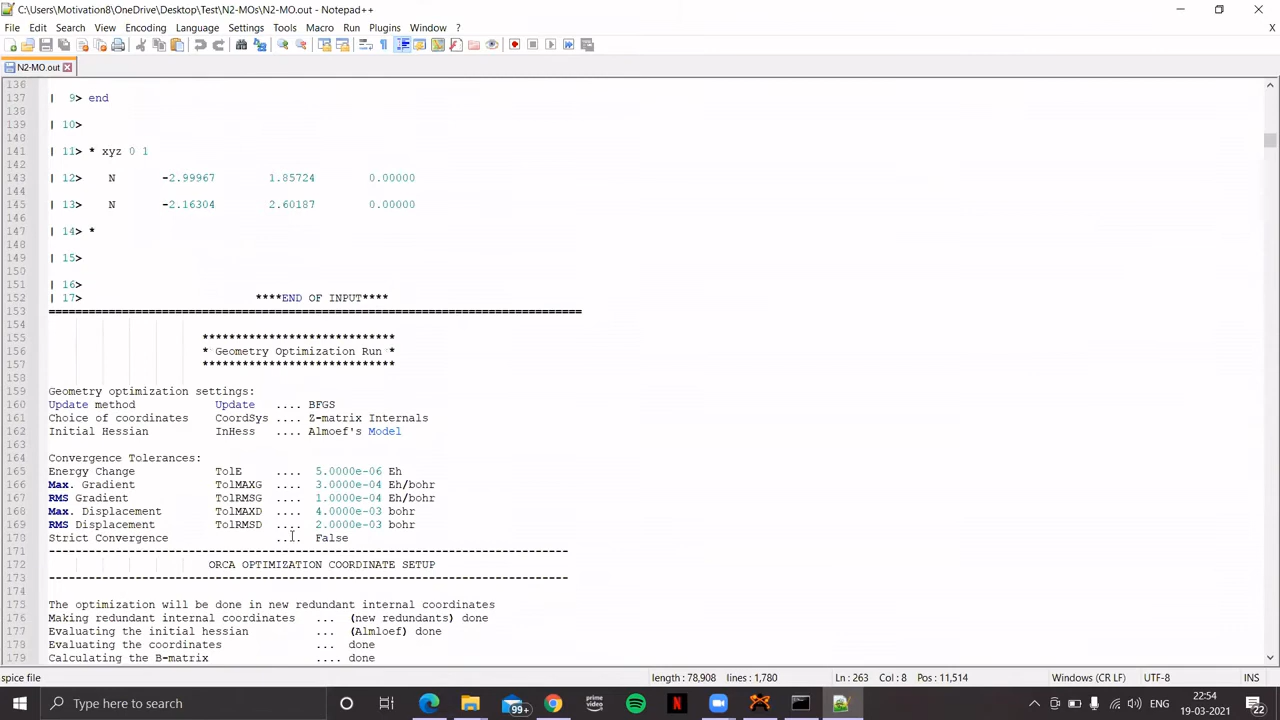 C:\Users\Motivation8\OneDrive\Desktop\Test\N2-MOs\N2-MO.out - Notepad++
File Edit Search View Encoding Language Settings Tools Macro Run Plugins Window ? X
N2-MO.out
136
137 | 9> end
138
139 | 10>
140
141 | 11> * xyz 0 1
142
143 | 12> N -2.99967 1.85724 0.00000
144
145 | 13> N -2.16304 2.60187 0.00000
146
147 | 14> *
148
149 | 15>
150
151 | 16>
152 | 17> ****END OF INPUT****
153 ================================================================================
154
155 *****************************
156 * Geometry Optimization Run *
157 *****************************
158
159 Geometry optimization settings:
160 Update method Update .... BFGS
161 Choice of coordinates CoordSys .... Z-matrix Internals
162 Initial Hessian InHess .... Almoef's Model
163
164 Convergence Tolerances:
165 Energy Change TolE .... 5.0000e-06 Eh
166 Max. Gradient TolMAXG .... 3.0000e-04 Eh/bohr
167 RMS Gradient TolRMSG .... 1.0000e-04 Eh/bohr
168 Max. Displacement TolMAXD .... 4.0000e-03 bohr
169 RMS Displacement TolRMSD .... 2.0000e-03 bohr
170 Strict Convergence .... False
171 ------------------------------------------------------------------------------
172 ORCA OPTIMIZATION COORDINATE SETUP
173 ------------------------------------------------------------------------------
174
175 The optimization will be done in new redundant internal coordinates
176 Making redundant internal coordinates ... (new redundants) done
177 Evaluating the initial hessian ... (Almloef) done
178 Evaluating the coordinates ... done
179 Calculating the B-matrix .... done
spice file length : 78,908 lines : 1,780 Ln : 263 Col : 8 Pos : 11,514 Windows (CR LF) UTF-8 INS
Type here to search 99+ prime video N ENG 22:54 19-03-2021 22